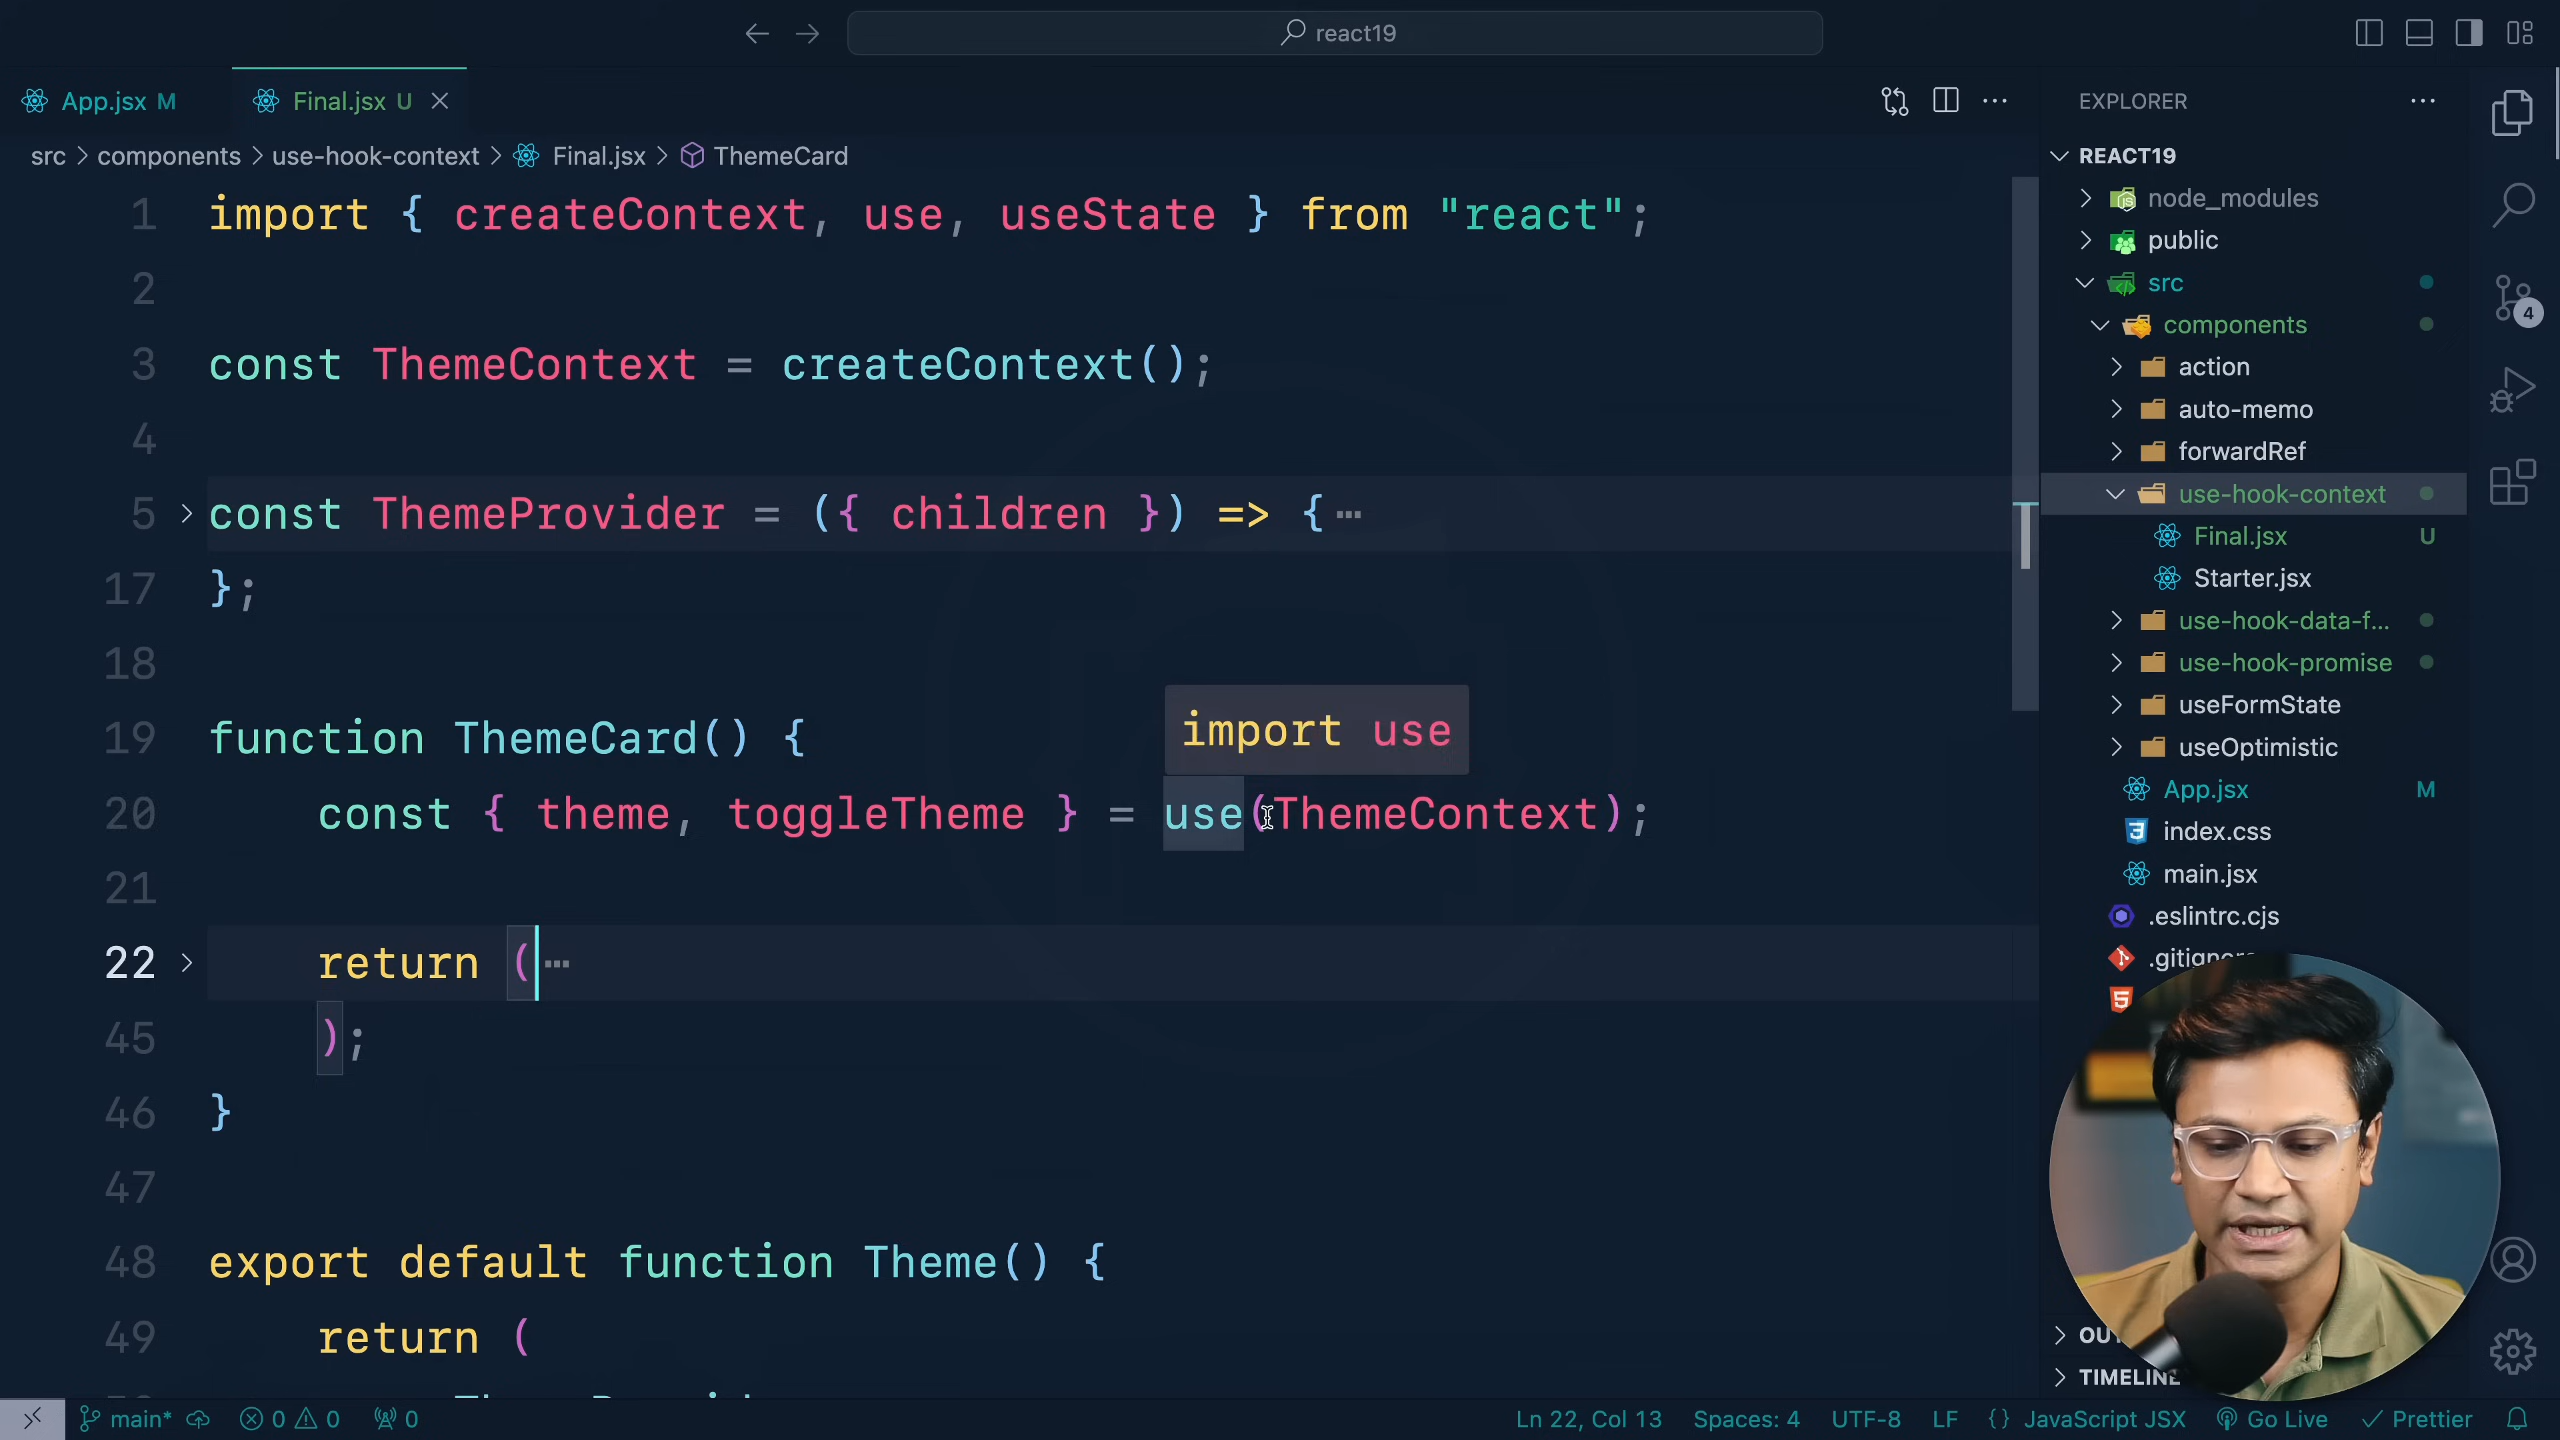 react19
App.jsx M
Final.jsx U
src > components > use-hook-context > Final.jsx > ThemeCard
1 import { createContext, use, useState } from "react";
2
3 const ThemeContext = createContext();
4
5 const ThemeProvider = ({ children }) => {…
17 };
18
19 function ThemeCard() {
import use
20 const { theme, toggleTheme } = use(ThemeContext);
21
22 return (…
45 );
46 }
47
48 export default function Theme() {
49 return (
EXPLORER
REACT19
node_modules
public
src
components
action
auto-memo
forwardRef
use-hook-context
Final.jsx U
Starter.jsx
use-hook-data-f...
use-hook-promise
useFormState
useOptimistic
App.jsx M
index.css
main.jsx
.eslintrc.cjs
TIMELINE
4
main* 0 0 0
Ln 22, Col 13 Spaces: 4 UTF-8 LF {} JavaScript JSX Go Live Prettier